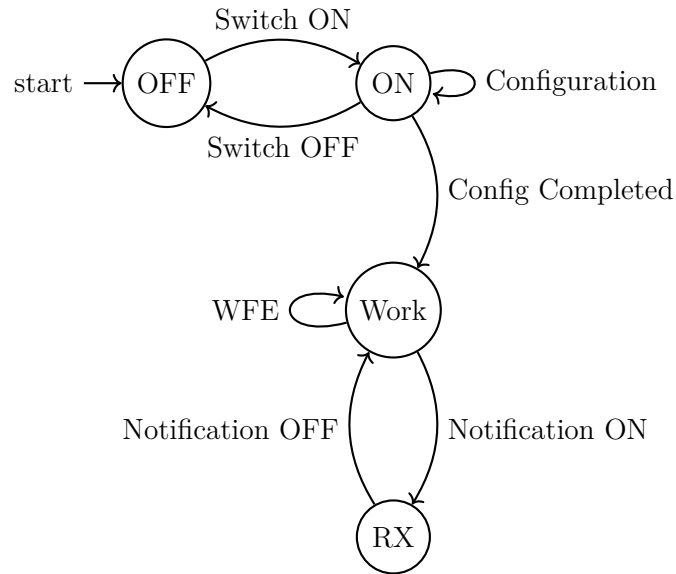 Switch ON
start
OFF
ON
Configuration
Switch OFF
Config Completed
WFE
Work
Notification OFF
Notification ON
RX